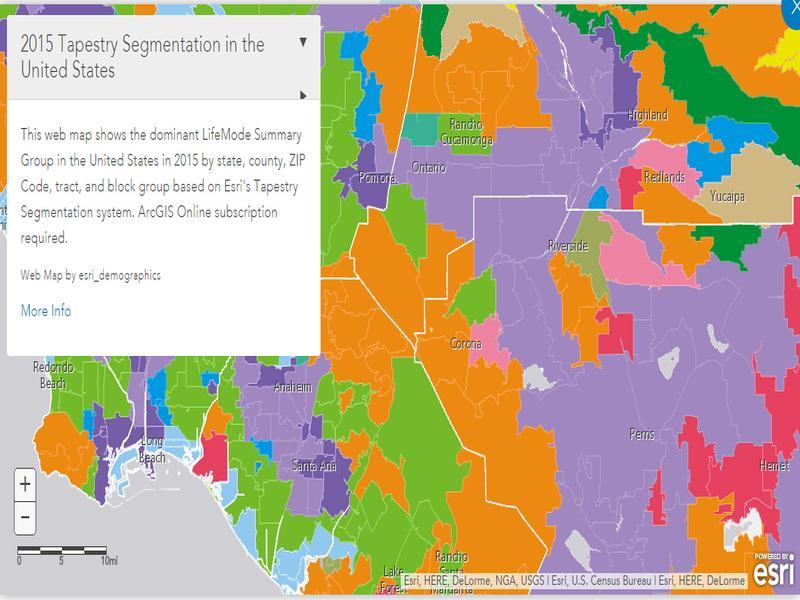 2015 Tapestry Segmentation in the
United States
This web map shows the dominant LifeMode Summary
Group in the United States in 2015 by state, county, ZIP
Code, tract, and block group based on Esri's Tapestry
Segmentation system. ArcGIS Online subscription
required.
Web Map by esri_demographics
More Info
X
Highland
Rancho
Cucamonga
Ontario
Pomona
Redlands
Yucaipa
Riverside
Corona
Redondo
Beach
Anaheim
Long
Beach
Santa Ana
Perris
Hemet
+
−
0 5 10mi
Lake
Forest
Rancho
Santa
Margarita
Esri, HERE, DeLorme, NGA, USGS | Esri, U.S. Census Bureau | Esri, HERE, DeLorme
POWERED BY
esri